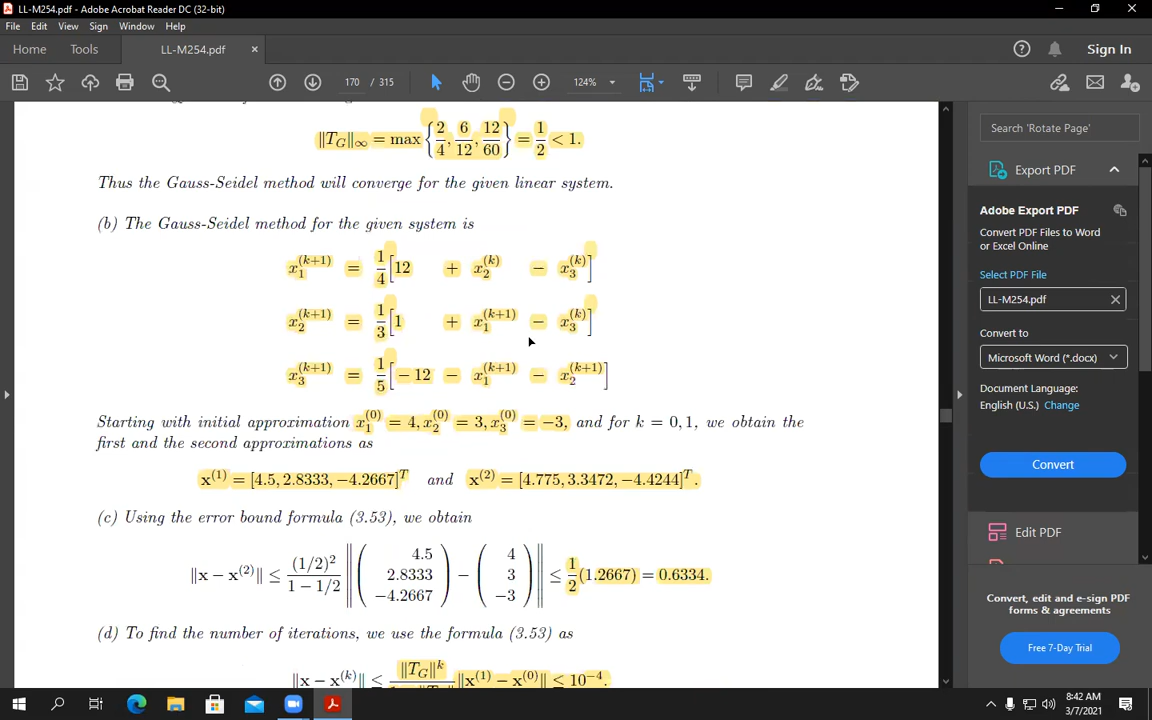 LL-M254.pdf - Adobe Acrobat Reader DC (32-bit)
File Edit View Sign Window Help
Home Tools LL-M254.pdf × Sign In
170 / 315 124%
‖T_G‖∞ = max {2/4, 6/12, 12/60} = 1/2 < 1.
Thus the Gauss-Seidel method will converge for the given linear system.
(b) The Gauss-Seidel method for the given system is
x₁^(k+1) = 1/4 [12 + x₂^(k) − x₃^(k)]
x₂^(k+1) = 1/3 [1 + x₁^(k+1) − x₃^(k)]
x₃^(k+1) = 1/5 [− 12 − x₁^(k+1) − x₂^(k+1)]
Starting with initial approximation x₁^(0) = 4, x₂^(0) = 3, x₃^(0) = −3, and for k = 0, 1, we obtain the
first and the second approximations as
x^(1) = [4.5, 2.8333, −4.2667]^T and x^(2) = [4.775, 3.3472, −4.4244]^T.
(c) Using the error bound formula (3.53), we obtain
‖x − x^(2)‖ ≤ (1/2)²/(1 − 1/2) ‖(4.5, 2.8333, −4.2667) − (4, 3, −3)‖ ≤ 1/2 (1.2667) = 0.6334.
(d) To find the number of iterations, we use the formula (3.53) as
‖x − x^(k)‖ ≤ ‖T_G‖^k ‖x^(1) − x^(0)‖ ≤ 10^−4.
Search 'Rotate Page'
Export PDF
Adobe Export PDF
Convert PDF Files to Word
or Excel Online
Select PDF File
LL-M254.pdf
Convert to
Microsoft Word (*.docx)
Document Language:
English (U.S.) Change
Convert
Edit PDF
Convert, edit and e-sign PDF
forms & agreements
Free 7-Day Trial
8:42 AM
3/7/2021